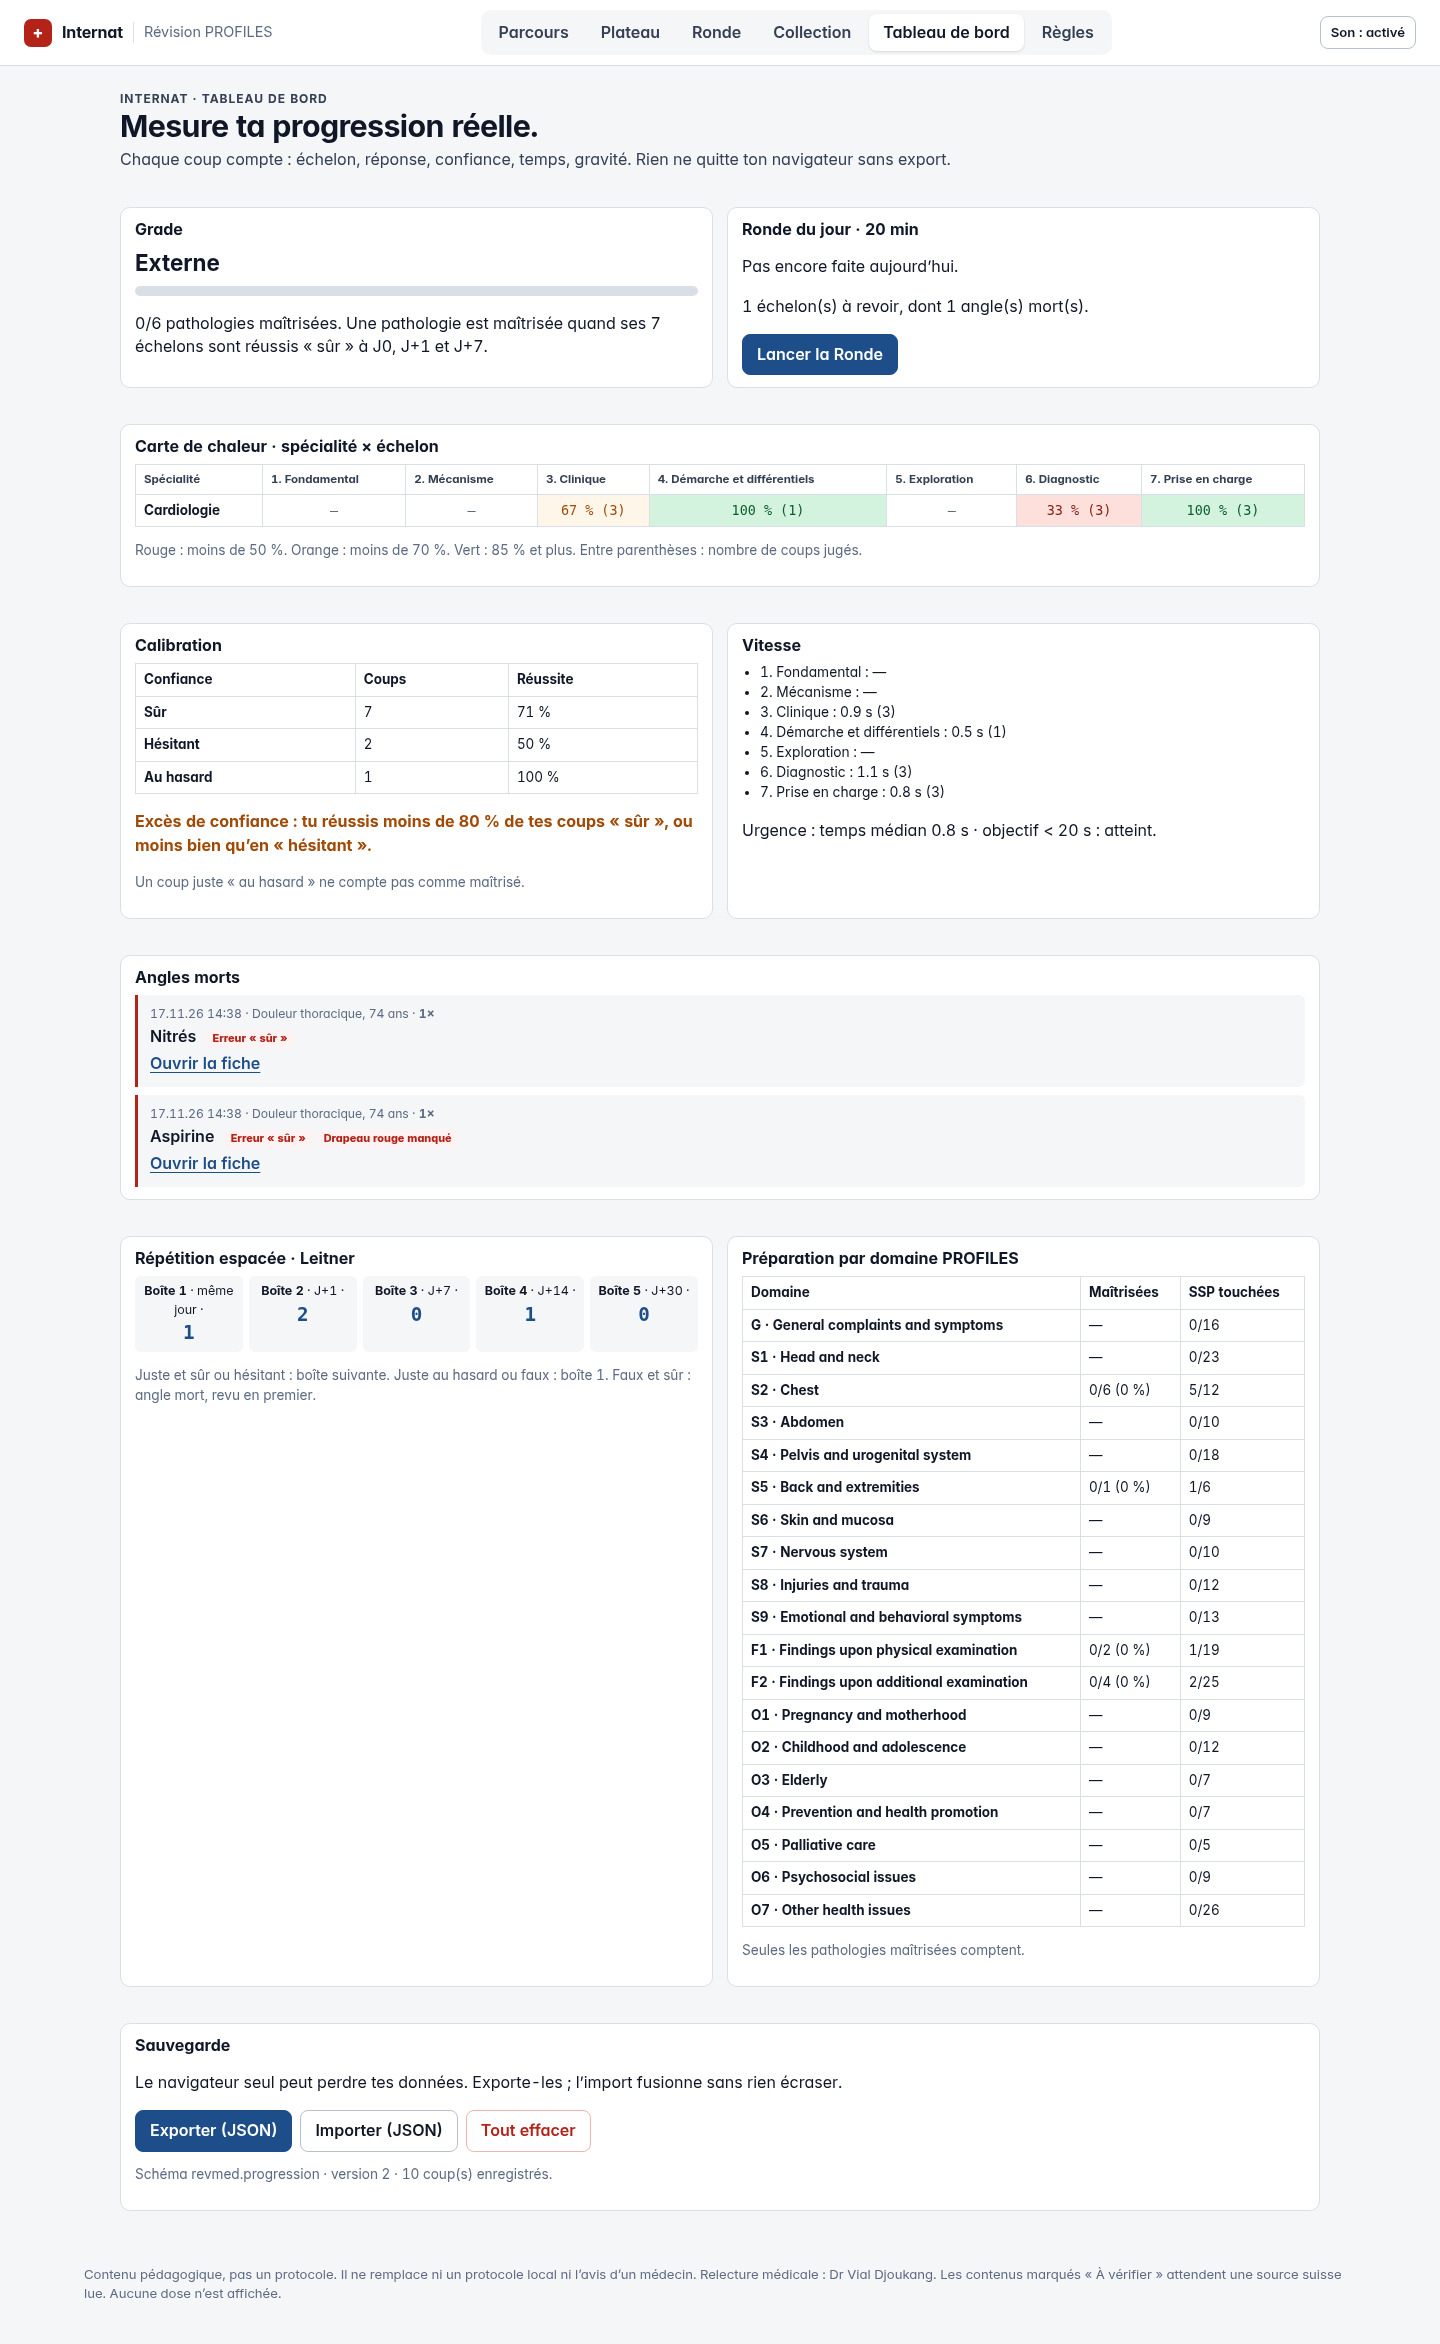 + Internat Révision PROFILES Parcours Plateau Ronde Collection Tableau de bord Règles Son : activé
INTERNAT · TABLEAU DE BORD
Mesure ta progression réelle.
Chaque coup compte : échelon, réponse, confiance, temps, gravité. Rien ne quitte ton navigateur sans export.
Grade
Externe
0/6 pathologies maîtrisées. Une pathologie est maîtrisée quand ses 7
échelons sont réussis « sûr » à J0, J+1 et J+7.
Ronde du jour · 20 min
Pas encore faite aujourd’hui.
1 échelon(s) à revoir, dont 1 angle(s) mort(s).
Lancer la Ronde
Carte de chaleur · spécialité × échelon
Spécialité 1. Fondamental 2. Mécanisme 3. Clinique 4. Démarche et différentiels 5. Exploration 6. Diagnostic 7. Prise en charge
Cardiologie — — 67 % (3) 100 % (1) — 33 % (3) 100 % (3)
Rouge : moins de 50 %. Orange : moins de 70 %. Vert : 85 % et plus. Entre parenthèses : nombre de coups jugés.
Calibration
Confiance Coups Réussite
Sûr 7 71 %
Hésitant 2 50 %
Au hasard 1 100 %
Excès de confiance : tu réussis moins de 80 % de tes coups « sûr », ou
moins bien qu’en « hésitant ».
Un coup juste « au hasard » ne compte pas comme maîtrisé.
Vitesse
• 1. Fondamental : —
• 2. Mécanisme : —
• 3. Clinique : 0.9 s (3)
• 4. Démarche et différentiels : 0.5 s (1)
• 5. Exploration : —
• 6. Diagnostic : 1.1 s (3)
• 7. Prise en charge : 0.8 s (3)
Urgence : temps médian 0.8 s · objectif < 20 s : atteint.
Angles morts
17.11.26 14:38 · Douleur thoracique, 74 ans · 1×
Nitrés Erreur « sûr »
Ouvrir la fiche
17.11.26 14:38 · Douleur thoracique, 74 ans · 1×
Aspirine Erreur « sûr » Drapeau rouge manqué
Ouvrir la fiche
Répétition espacée · Leitner
Boîte 1 · même
jour ·
1
Boîte 2 · J+1 ·
2
Boîte 3 · J+7 ·
0
Boîte 4 · J+14 ·
1
Boîte 5 · J+30 ·
0
Juste et sûr ou hésitant : boîte suivante. Juste au hasard ou faux : boîte 1. Faux et sûr :
angle mort, revu en premier.
Préparation par domaine PROFILES
Domaine Maîtrisées SSP touchées
G · General complaints and symptoms — 0/16
S1 · Head and neck — 0/23
S2 · Chest 0/6 (0 %) 5/12
S3 · Abdomen — 0/10
S4 · Pelvis and urogenital system — 0/18
S5 · Back and extremities 0/1 (0 %) 1/6
S6 · Skin and mucosa — 0/9
S7 · Nervous system — 0/10
S8 · Injuries and trauma — 0/12
S9 · Emotional and behavioral symptoms — 0/13
F1 · Findings upon physical examination 0/2 (0 %) 1/19
F2 · Findings upon additional examination 0/4 (0 %) 2/25
O1 · Pregnancy and motherhood — 0/9
O2 · Childhood and adolescence — 0/12
O3 · Elderly — 0/7
O4 · Prevention and health promotion — 0/7
O5 · Palliative care — 0/5
O6 · Psychosocial issues — 0/9
O7 · Other health issues — 0/26
Seules les pathologies maîtrisées comptent.
Sauvegarde
Le navigateur seul peut perdre tes données. Exporte-les ; l’import fusionne sans rien écraser.
Exporter (JSON) Importer (JSON) Tout effacer
Schéma revmed.progression · version 2 · 10 coup(s) enregistrés.
Contenu pédagogique, pas un protocole. Il ne remplace ni un protocole local ni l’avis d’un médecin. Relecture médicale : Dr Vial Djoukang. Les contenus marqués « À vérifier » attendent une source suisse
lue. Aucune dose n’est affichée.